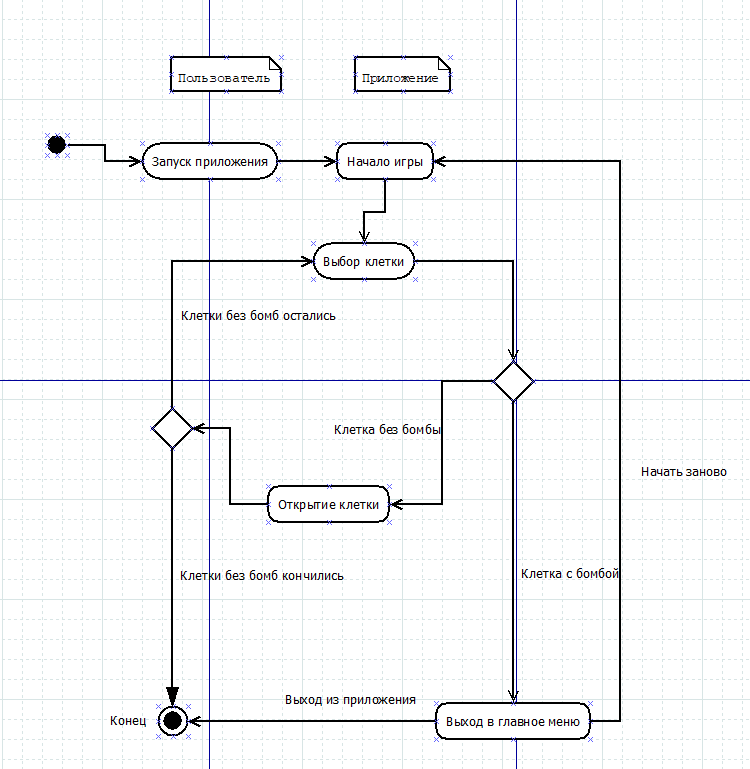 Пользователь
Приложение
Запуск приложения
Начало игры
Выбор клетки
Клетки без бомб остались
Клетка без бомбы
Начать заново
Открытие клетки
Клетки без бомб кончились
Клетка с бомбой
Выход из приложения
Конец
Выход в главное меню